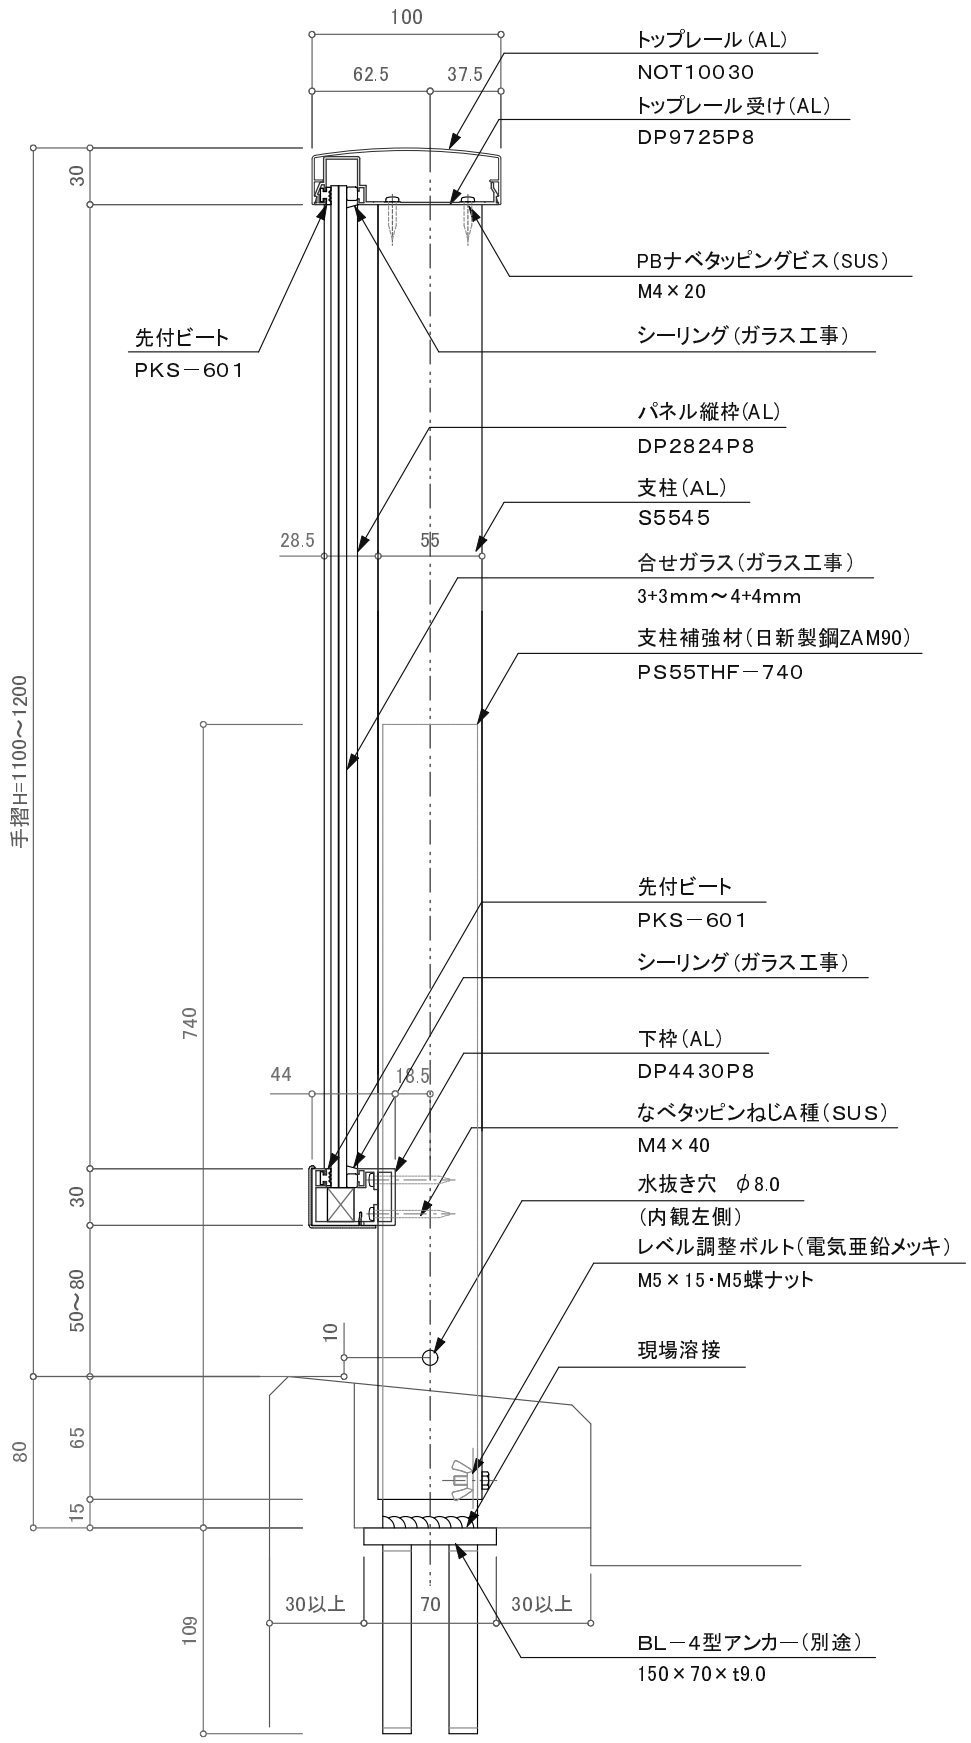 100
62.5
37.5
トップレール(AL)
NOT10030
トップレール受け(AL)
DP9725P8
30
PBナベタッピングビス(SUS)
M4×20
先付ビート
PKS－601
シーリング(ガラス工事)
パネル縦枠(AL)
DP2824P8
支柱(AL)
S5545
28.5
55
合せガラス(ガラス工事)
3+3mm～4+4mm
支柱補強材(日新製鋼ZAM90)
PS55THF－740
手摺H=1100～1200
740
先付ビート
PKS－601
シーリング(ガラス工事)
44
18.5
下枠(AL)
DP4430P8
なベタッピンねじA種(SUS)
M4×40
30
水抜き穴　φ8.0
(内観左側)
レベル調整ボルト(電気亜鉛メッキ)
M5×15･M5蝶ナット
50～80
10
現場溶接
80
65
15
109
30以上
70
30以上
BL－4型アンカー(別途)
150×70×t9.0